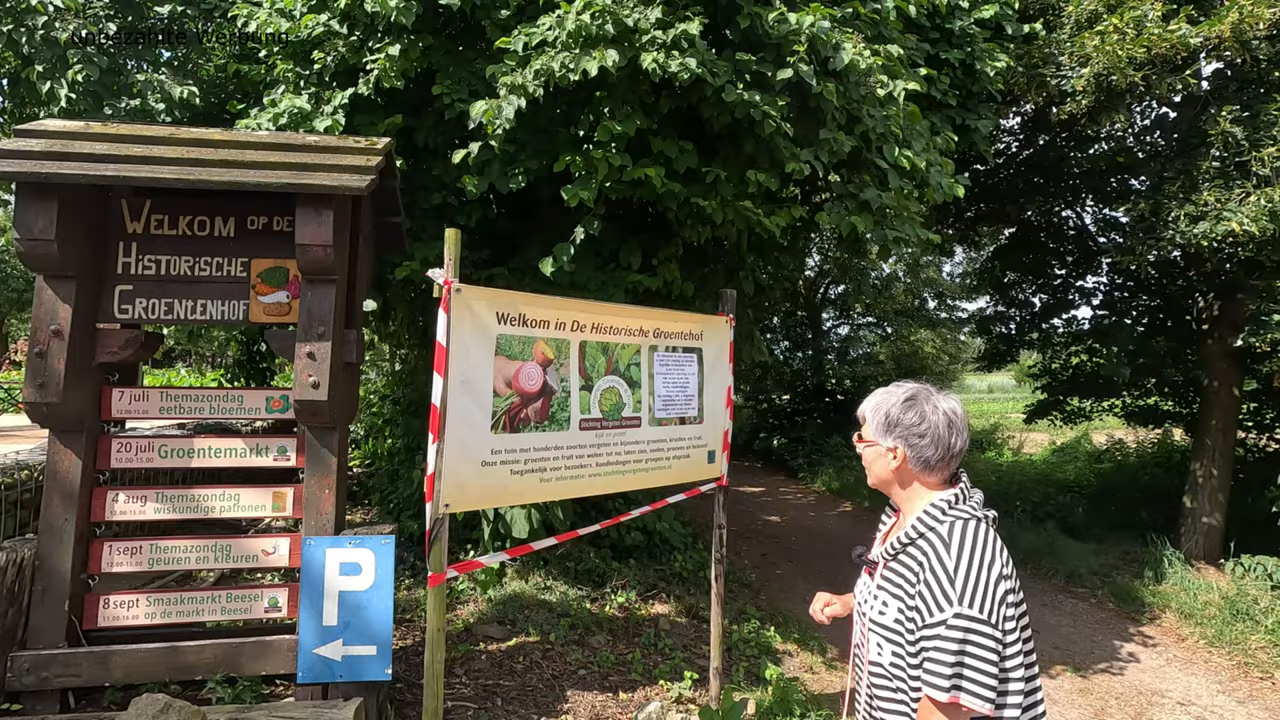 unbezahlte Werbung
WELKOM OP DE
HISTORISCHE
GROENTENHOF
7 juli Themazondag
12.00-15.00 eetbare bloemen
20 juli Groentemarkt
10.00-15.00
4 aug Themazondag
12.00-15.00 wiskundige patronen
1 sept Themazondag
12.00-15.00 geuren en kleuren
8 sept Smaakmarkt Beesel
11.00-16.00 op de markt in Beesel
P
Welkom in De Historische Groentehof
Stichting Vergeten Groenten
kijk en proef
Een tuin met honderden soorten vergeten en bijzondere groenten, kruiden en fruit.
Onze missie: groenten en fruit van weleer tot nu, laten zien, voelen, proeven en beleven!
Toegankelijk voor bezoekers. Rondleidingen voor groepen op afspraak.
Voor informatie: www.stichtingvergetengroenten.nl